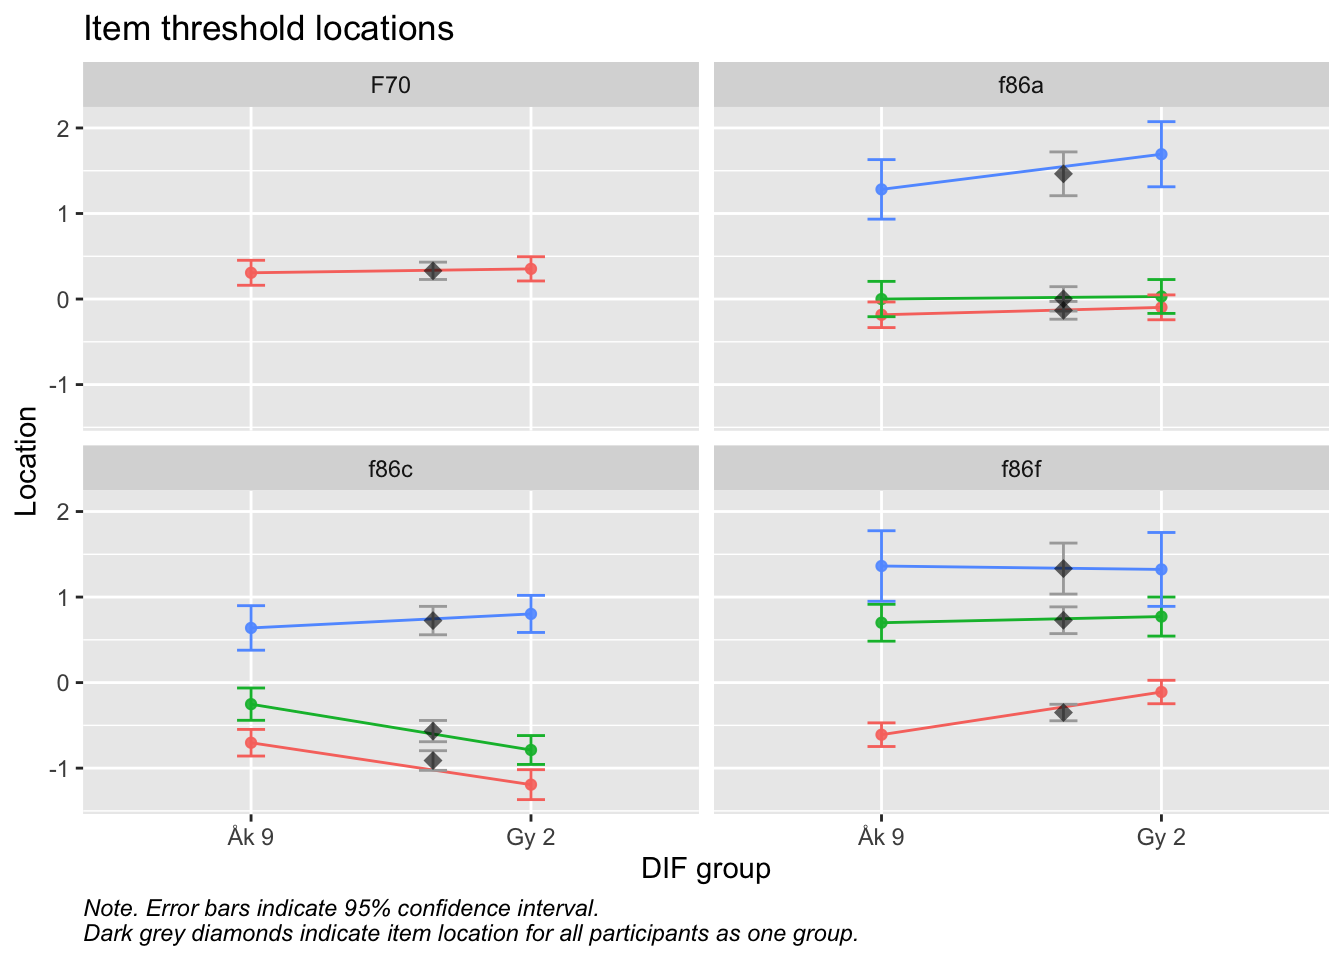 Item threshold locations
F70
f86a
2
1
0
-1
f86c
f86f
2
1
0
-1
Location
Åk 9
Gy 2
Åk 9
Gy 2
DIF group
Note. Error bars indicate 95% confidence interval.
Dark grey diamonds indicate item location for all participants as one group.